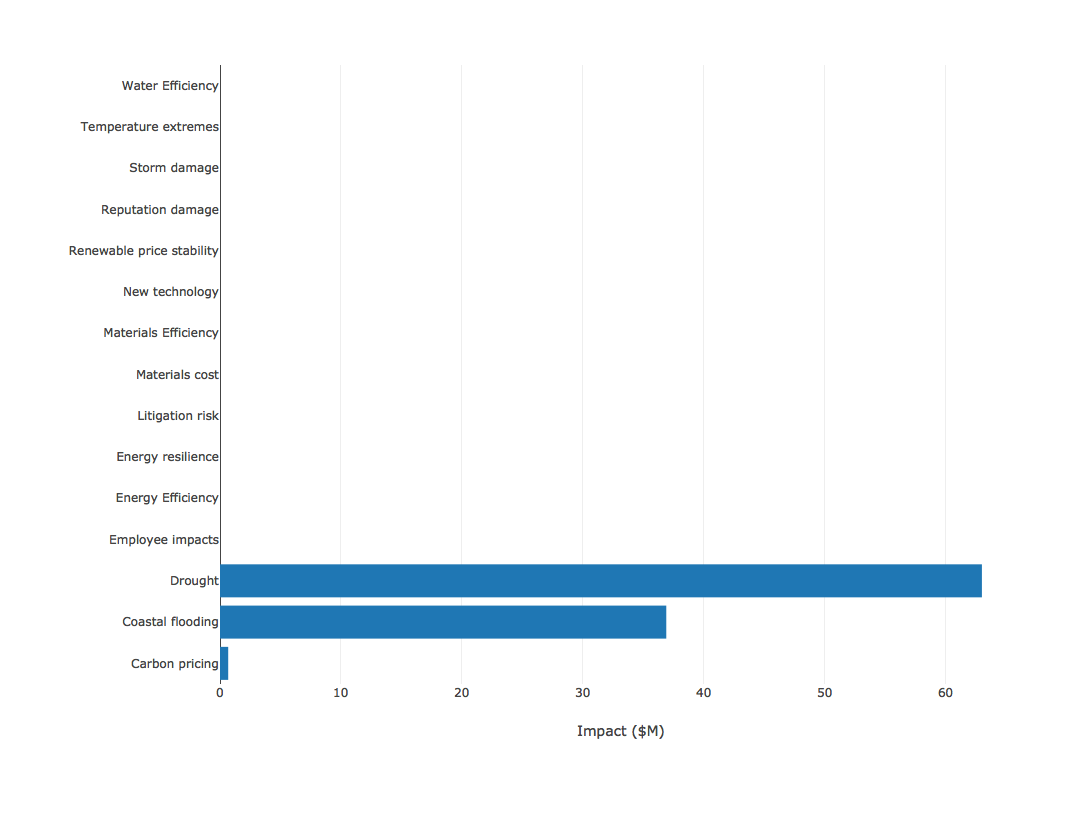 Water Efficiency
Temperature extremes
Storm damage
Reputation damage
Renewable price stability
New technology
Materials Efficiency
Materials cost
Litigation risk
Energy resilience
Energy Efficiency
Employee impacts
Drought
Coastal flooding
Carbon pricing
0 10 20 30 40 50 60
Impact ($M)